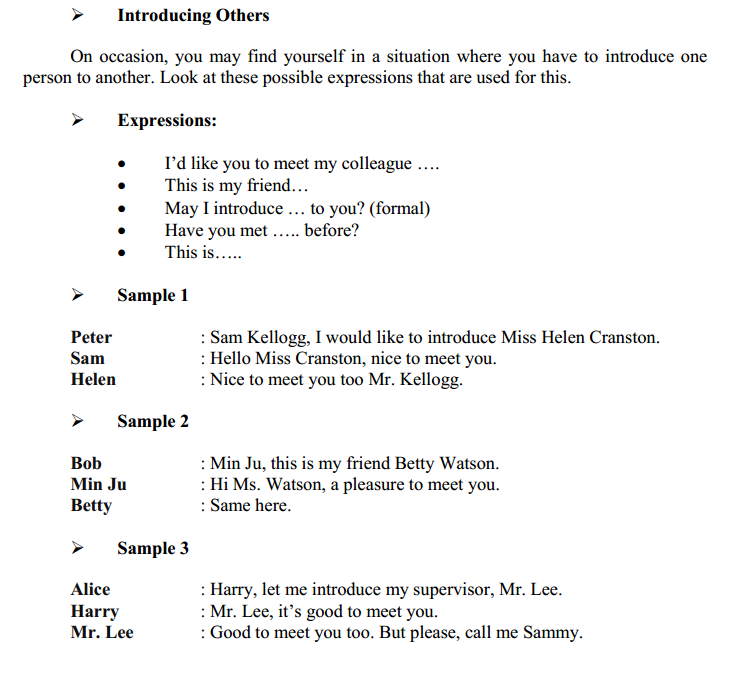 ➢ Introducing Others
On occasion, you may find yourself in a situation where you have to introduce one
person to another. Look at these possible expressions that are used for this.
➢ Expressions:
• I’d like you to meet my colleague ….
• This is my friend…
• May I introduce … to you? (formal)
• Have you met ….. before?
• This is…..
➢ Sample 1
Peter : Sam Kellogg, I would like to introduce Miss Helen Cranston.
Sam : Hello Miss Cranston, nice to meet you.
Helen : Nice to meet you too Mr. Kellogg.
➢ Sample 2
Bob : Min Ju, this is my friend Betty Watson.
Min Ju : Hi Ms. Watson, a pleasure to meet you.
Betty : Same here.
➢ Sample 3
Alice : Harry, let me introduce my supervisor, Mr. Lee.
Harry : Mr. Lee, it’s good to meet you.
Mr. Lee : Good to meet you too. But please, call me Sammy.